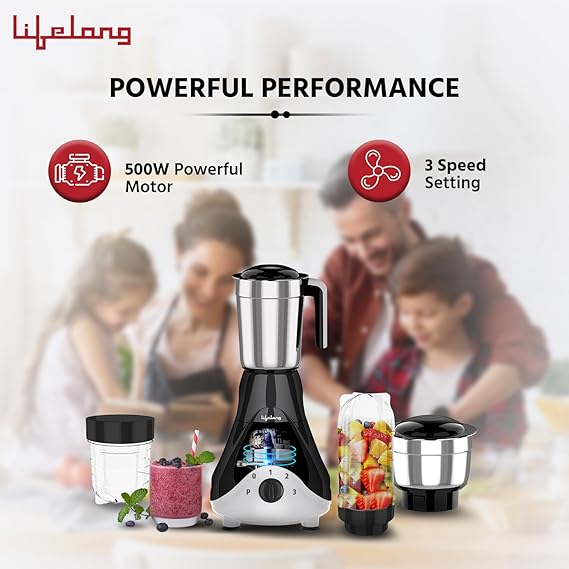 Lifelong
POWERFUL PERFORMANCE
500W Powerful
Motor
3 Speed
Setting
Lifelong
0 1 2
P 3